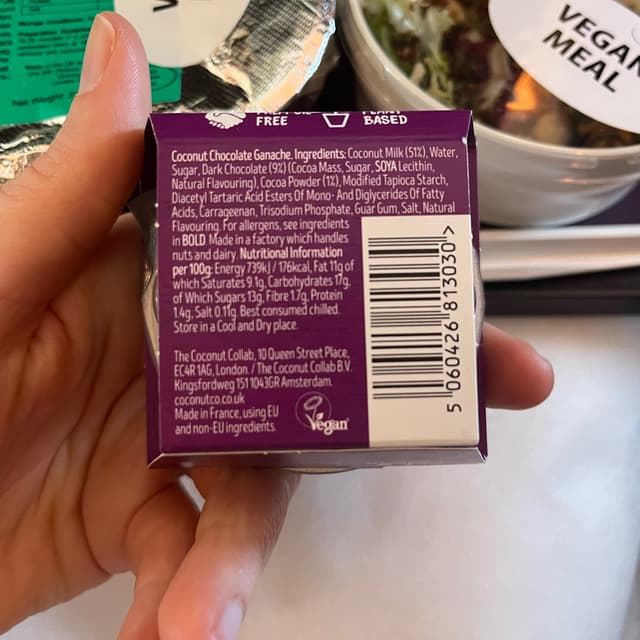 VEGAN
MEAL
FREE
PLANT
BASED
Coconut Chocolate Ganache. Ingredients: Coconut Milk (51%), Water,
Sugar, Dark Chocolate (9%) (Cocoa Mass, Sugar, SOYA Lecithin,
Natural Flavouring), Cocoa Powder (1%), Modified Tapioca Starch,
Diacetyl Tartaric Acid Esters Of Mono- And Diglycerides Of Fatty
Acids, Carrageenan, Trisodium Phosphate, Guar Gum, Salt, Natural
Flavouring. For allergens, see ingredients
in BOLD. Made in a factory which handles
nuts and dairy. Nutritional Information
per 100g: Energy 739kJ / 176kcal, Fat 11g of
which Saturates 9.1g, Carbohydrates 17g,
of Which Sugars 13g, Fibre 1.7g, Protein
1.4g, Salt 0.11g. Best consumed chilled.
Store in a Cool and Dry place.
The Coconut Collab, 10 Queen Street Place,
EC4R 1AG, London. / The Coconut Collab B.V.
Kingsfordweg 151 1043GR Amsterdam.
coconutco.co.uk
Made in France, using EU
and non-EU ingredients.
Vegan
5 060426 813030 >